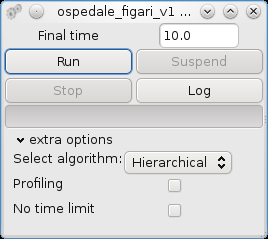 ospedale_figari_v1 ...
Final time 10.0
Run Suspend
Stop Log
extra options
Select algorithm: Hierarchical
Profiling
No time limit